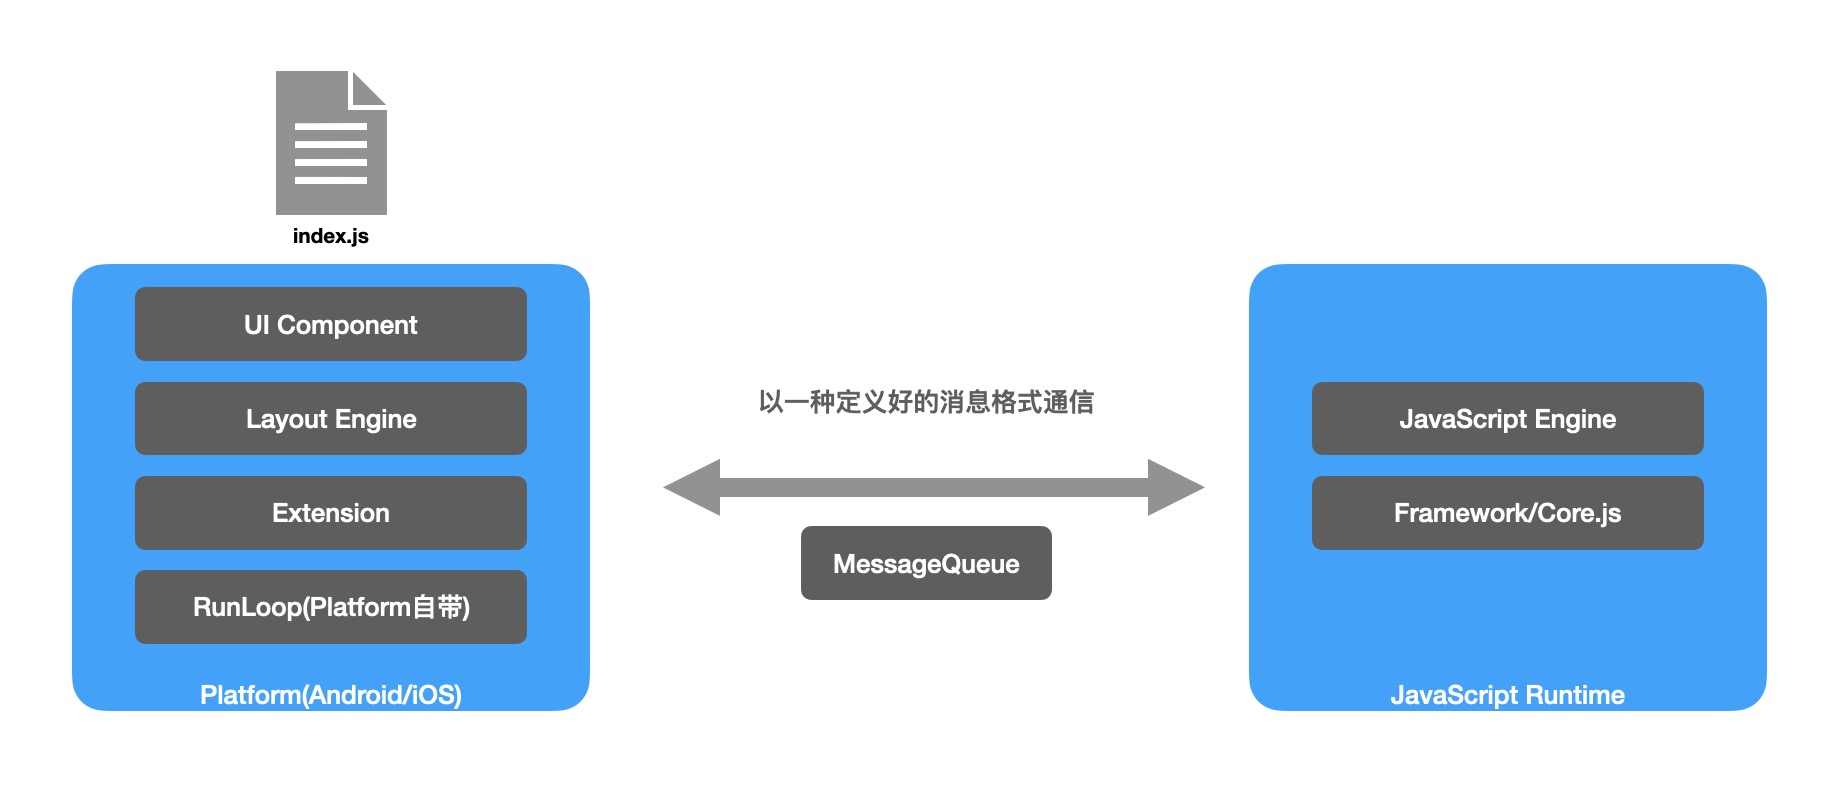 index.js
UI Component
Layout Engine
Extension
RunLoop(Platform自带)
Platform(Android/iOS)
以一种定义好的消息格式通信
MessageQueue
JavaScript Engine
Framework/Core.js
JavaScript Runtime